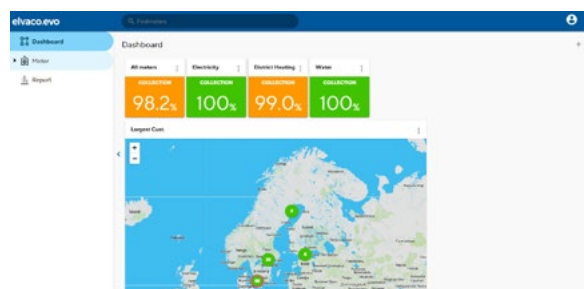 elvaco.evo
Find meters
Dashboard
Meter
Report
Dashboard
All meters
Electricity
District Heating
Water
COLLECTION
COLLECTION
COLLECTION
COLLECTION
98.2%
100%
99.0%
100%
Largest Cust.
+
−